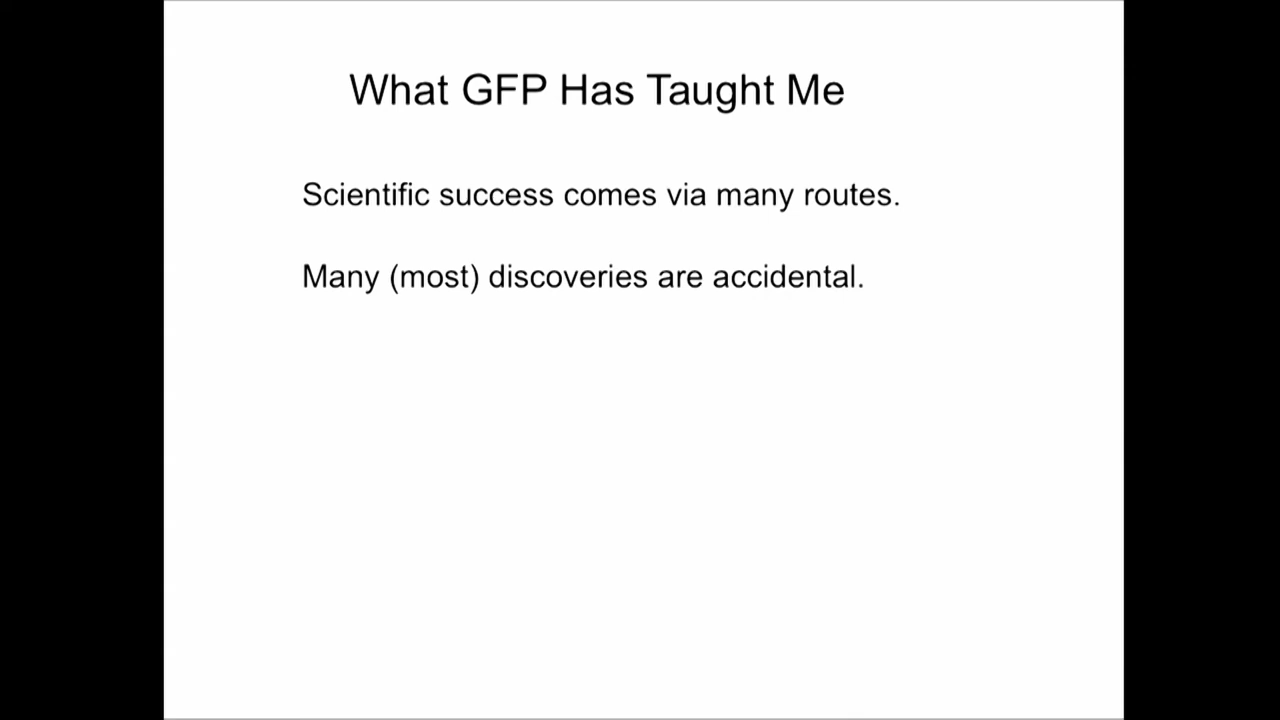 What GFP Has Taught Me
Scientific success comes via many routes.
Many (most) discoveries are accidental.